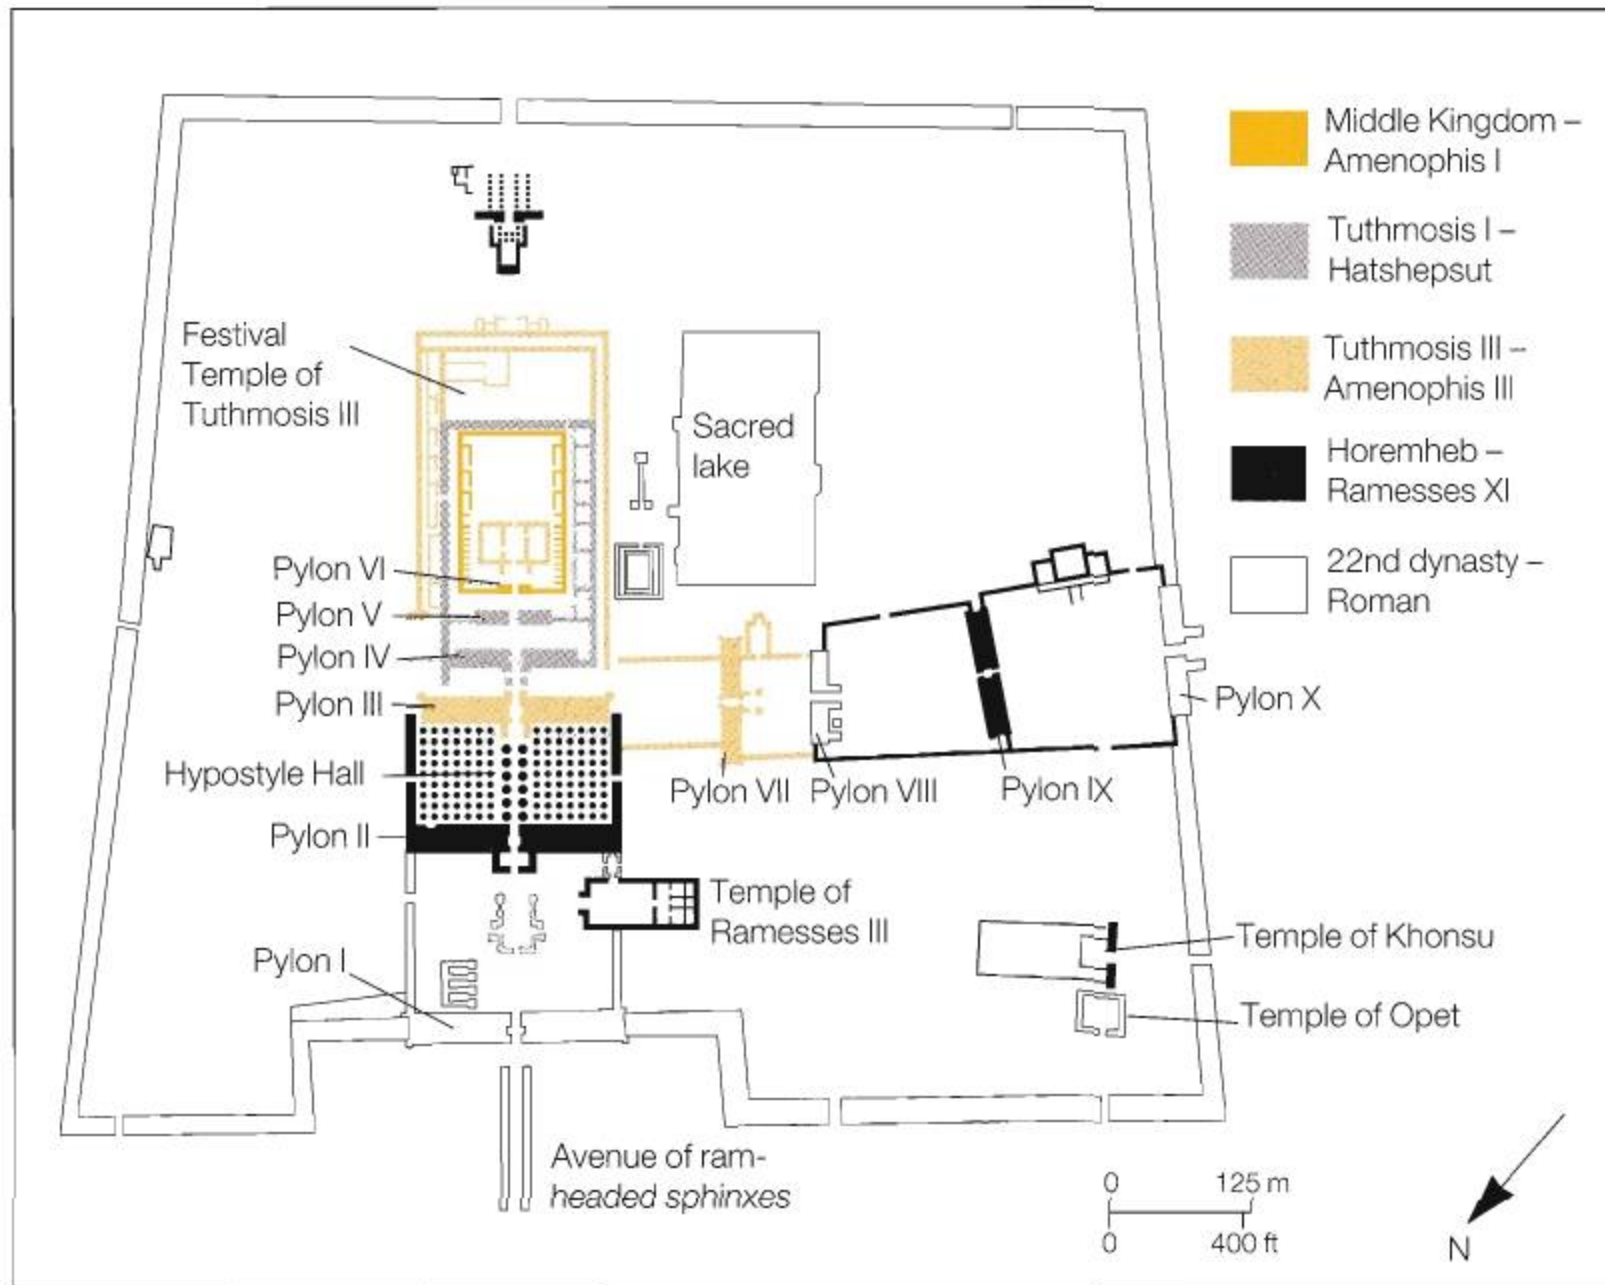 Middle Kingdom –
Amenophis I
Tuthmosis I –
Hatshepsut
Tuthmosis III –
Amenophis III
Horemheb –
Ramesses XI
22nd dynasty –
Roman
Festival
Temple of
Tuthmosis III
Sacred
lake
Pylon VI
Pylon V
Pylon IV
Pylon III
Hypostyle Hall
Pylon II
Pylon I
Pylon VII
Pylon VIII
Pylon IX
Pylon X
Temple of
Ramesses III
Temple of Khonsu
Temple of Opet
Avenue of ram-
headed sphinxes
0 125 m
0 400 ft
N